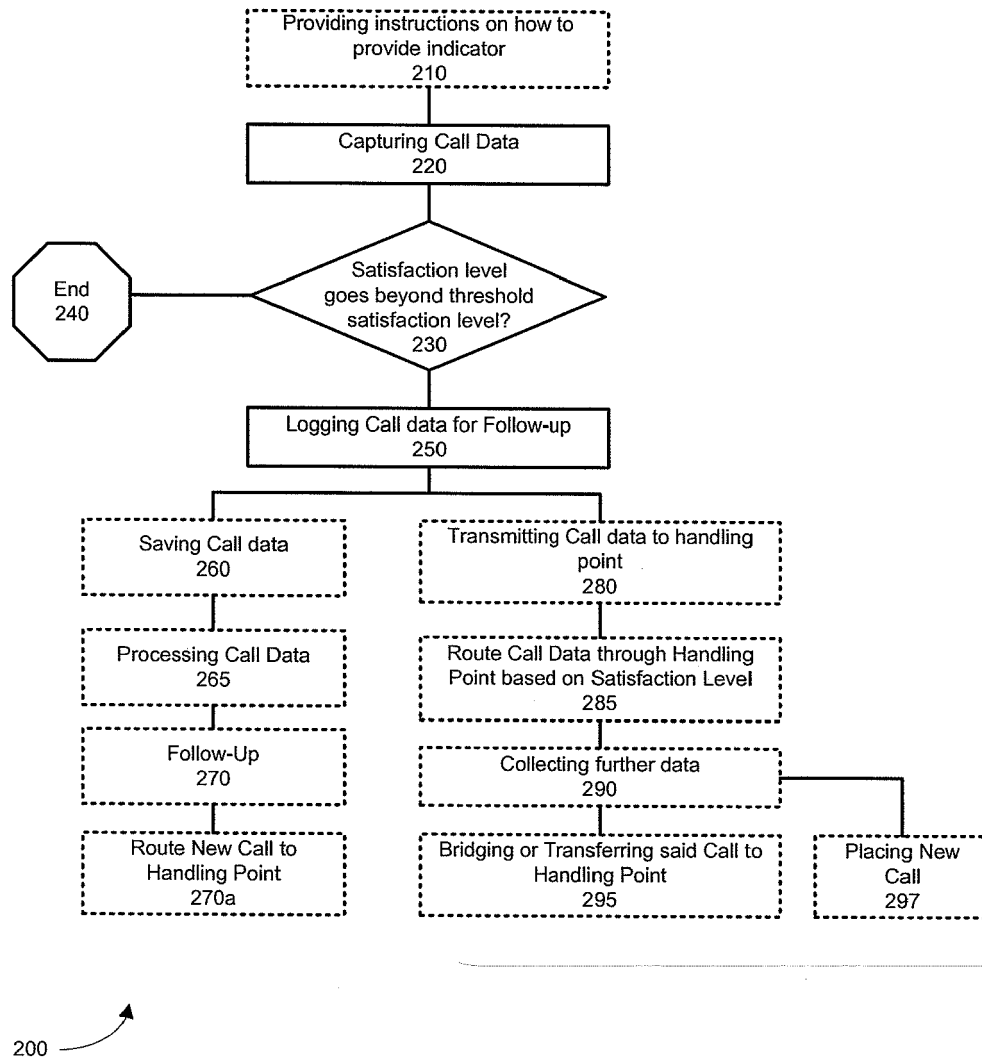 Providing instructions on how to
provide indicator
210
Capturing Call Data
220
Satisfaction level
goes beyond threshold
satisfaction level?
230
End
240
Logging Call data for Follow-up
250
Saving Call data
260
Transmitting Call data to handling
point
280
Processing Call Data
265
Route Call Data through Handling
Point based on Satisfaction Level
285
Follow-Up
270
Collecting further data
290
Route New Call to
Handling Point
270a
Bridging or Transferring said Call to
Handling Point
295
Placing New
Call
297
200